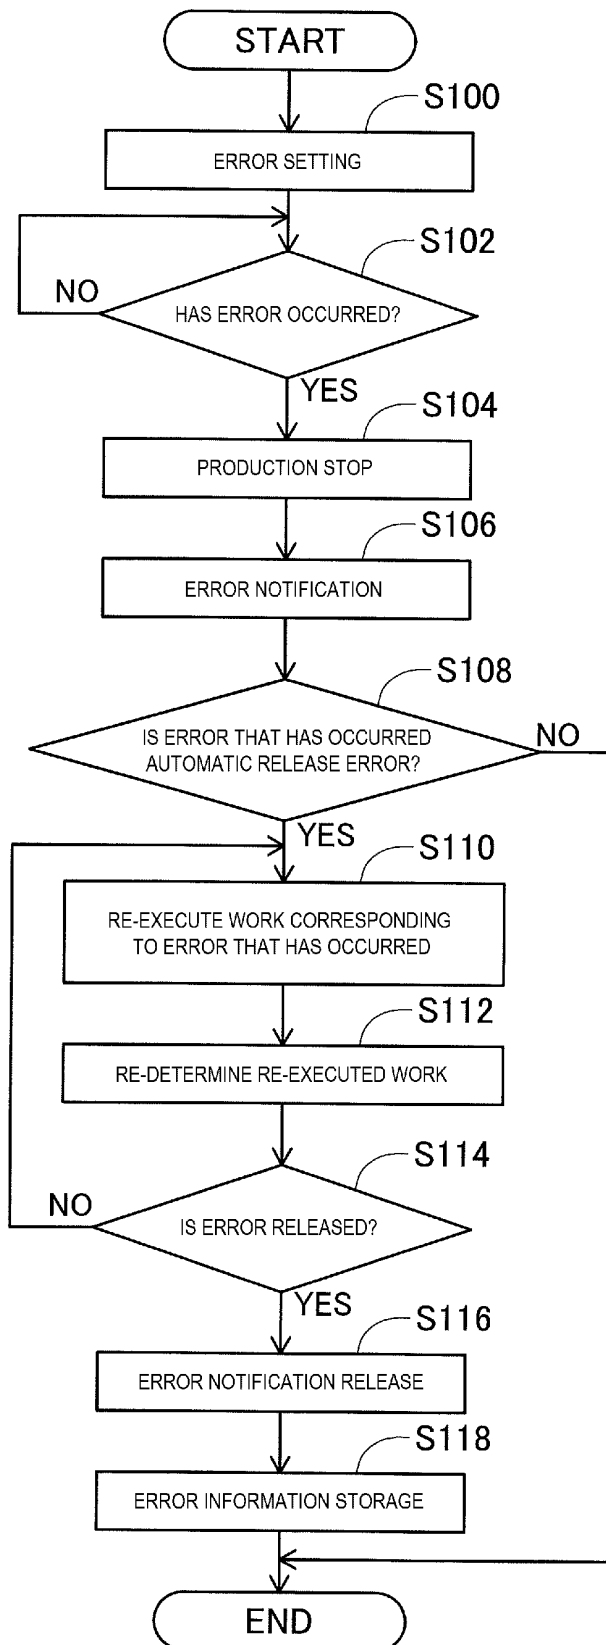 START
S100
ERROR SETTING
S102
NO
HAS ERROR OCCURRED?
YES
S104
PRODUCTION STOP
S106
ERROR NOTIFICATION
S108
IS ERROR THAT HAS OCCURRED
AUTOMATIC RELEASE ERROR?
NO
YES
S110
RE-EXECUTE WORK CORRESPONDING
TO ERROR THAT HAS OCCURRED
S112
RE-DETERMINE RE-EXECUTED WORK
S114
NO
IS ERROR RELEASED?
YES
S116
ERROR NOTIFICATION RELEASE
S118
ERROR INFORMATION STORAGE
END